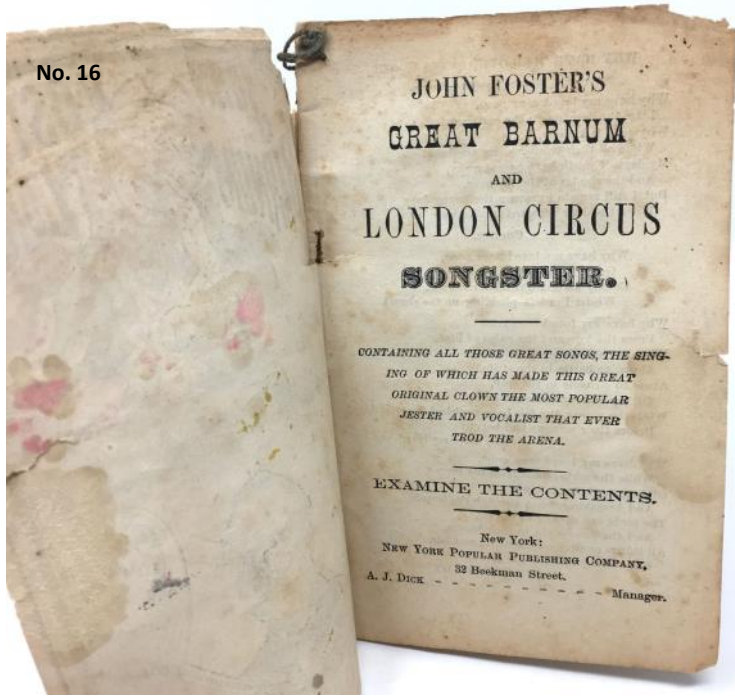 No. 16
JOHN FOSTER'S
GREAT BARNUM
AND
LONDON CIRCUS
SONGSTER.
CONTAINING ALL THOSE GREAT SONGS, THE SING-
ING OF WHICH HAS MADE THIS GREAT
ORIGINAL CLOWN THE MOST POPULAR
JESTER AND VOCALIST THAT EVER
TROD THE ARENA.
EXAMINE THE CONTENTS.
New York:
NEW YORK POPULAR PUBLISHING COMPANY,
32 Beekman Street.
A. J. DICK - - - - - - - - - - Manager.